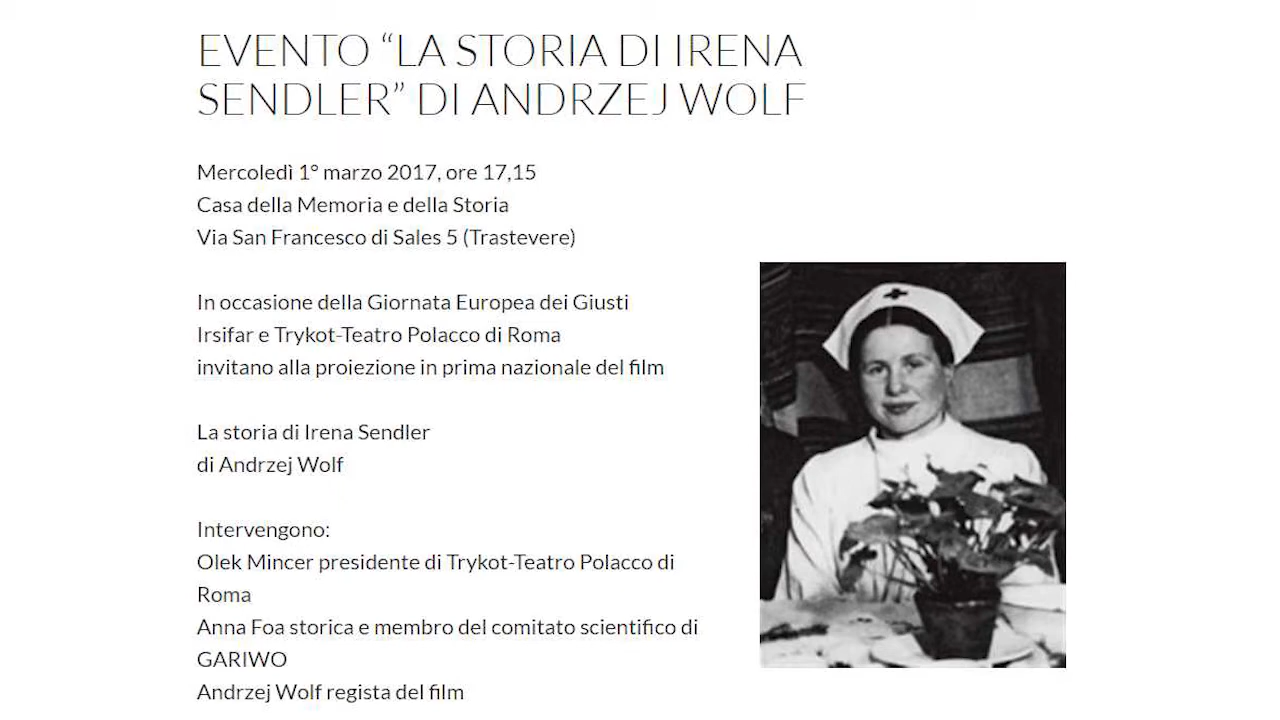 EVENTO “LA STORIA DI IRENA
SENDLER” DI ANDRZEJ WOLF
Mercoledì 1° marzo 2017, ore 17,15
Casa della Memoria e della Storia
Via San Francesco di Sales 5 (Trastevere)
In occasione della Giornata Europea dei Giusti
Irsifar e Trykot-Teatro Polacco di Roma
invitano alla proiezione in prima nazionale del film
La storia di Irena Sendler
di Andrzej Wolf
Intervengono:
Olek Mincer presidente di Trykot-Teatro Polacco di
Roma
Anna Foa storica e membro del comitato scientifico di
GARIWO
Andrzej Wolf regista del film